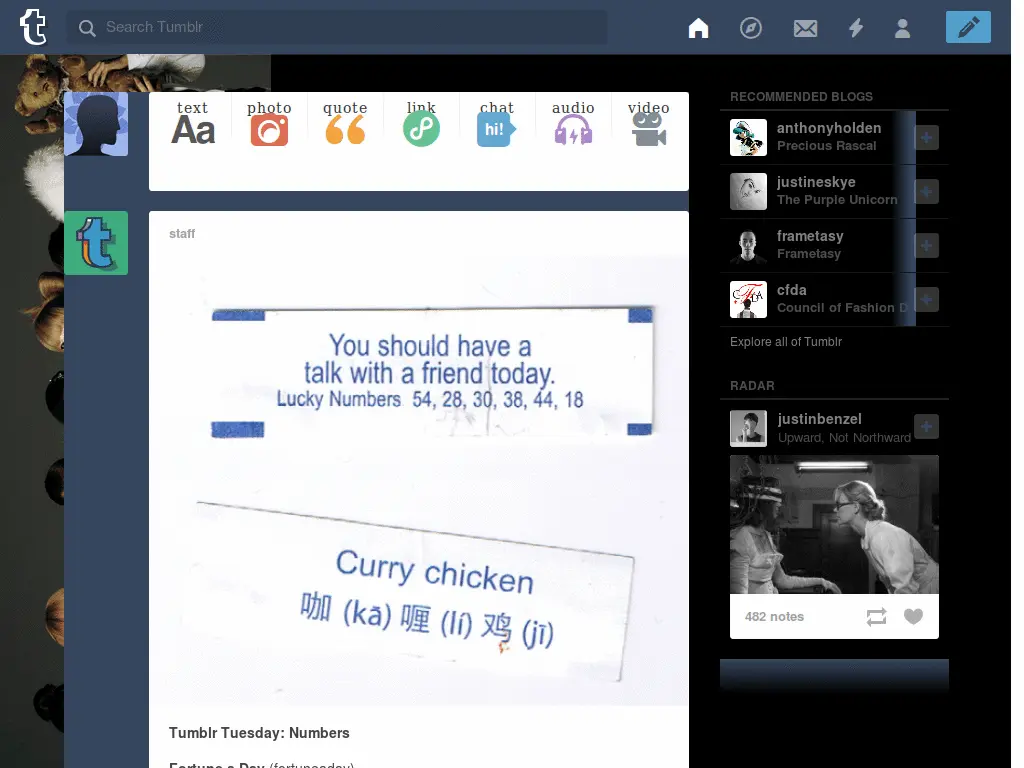 t
Search Tumblr
text photo quote link chat audio video
Aa hi!
staff
You should have a
talk with a friend today.
Lucky Numbers 54, 28, 30, 38, 44, 18
Curry chicken
咖 (kā) 喱 (lí) 鸡 (jī)
Tumblr Tuesday: Numbers
Fortune a Day (fortuneaday)
RECOMMENDED BLOGS
anthonyholden
Precious Rascal
justineskye
The Purple Unicorn
frametasy
Frametasy
cfda
CFDA
Council of Fashion D
Explore all of Tumblr
RADAR
justinbenzel
Upward, Not Northward
482 notes